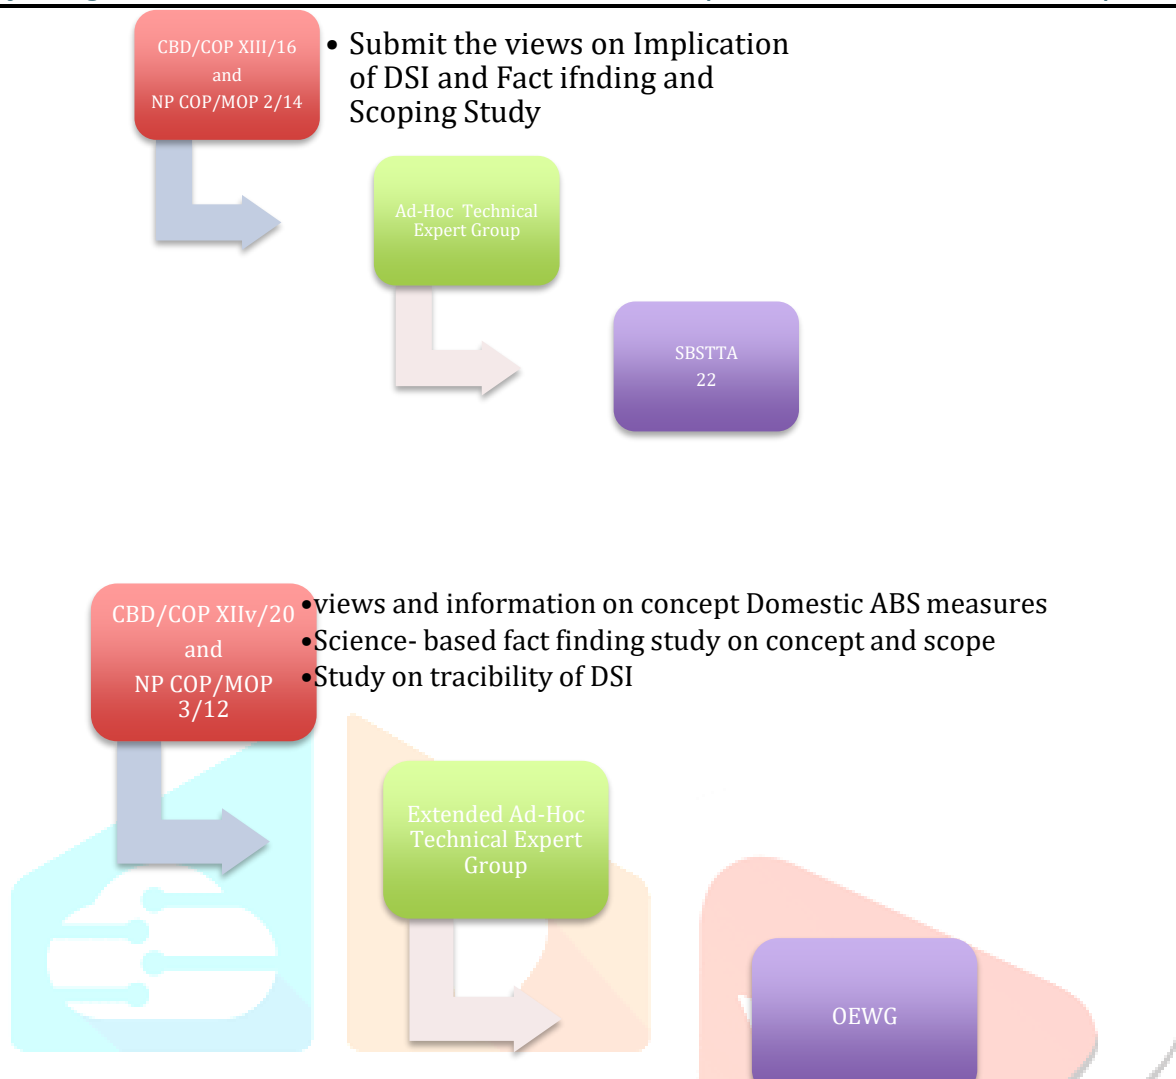 CBD/COP XIII/16
and
NP COP/MOP 2/14
• Submit the views on Implication
of DSI and Fact ifnding and
Scoping Study
Ad-Hoc Technical
Expert Group
SBSTTA
22
CBD/COP XIIv/20
and
NP COP/MOP
3/12
•views and information on concept Domestic ABS measures
•Science- based fact finding study on concept and scope
•Study on tracibility of DSI
Extended Ad-Hoc
Technical Expert
Group
OEWG